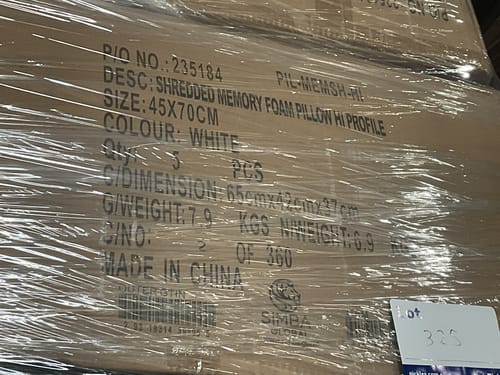 P/O NO.: 235184
PIL-MEMSH-HI
DESC: SHREDDED MEMORY FOAM PILLOW HI PROFILE
SIZE: 45X70CM
COLOUR: WHITE
Qty: 5 PCS
C/DIMENSION: 65cmx42cmx37cm
G/WEIGHT: 7.9 KGS N/WEIGHT: 6.9
C/NO: OF 360
MADE IN CHINA
SIMBA
Lot
325